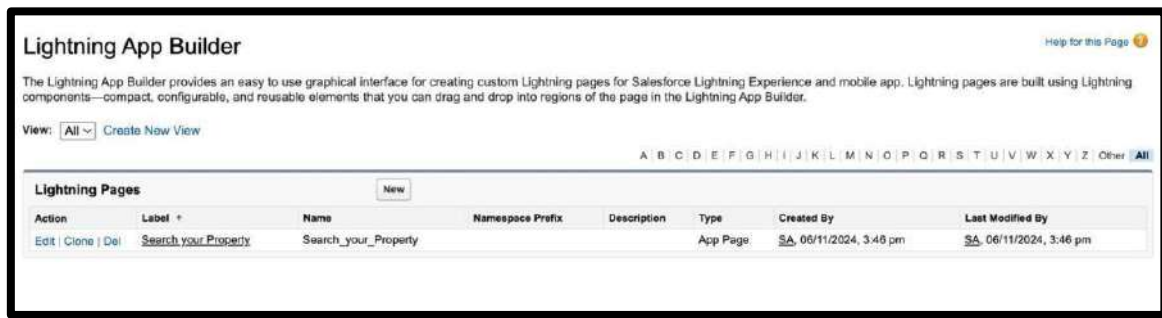 Lightning App Builder
Help for this Page ?
The Lightning App Builder provides an easy to use graphical interface for creating custom Lightning pages for Salesforce Lightning Experience and mobile app. Lightning pages are built using Lightning
components—compact, configurable, and reusable elements that you can drag and drop into regions of the page in the Lightning App Builder.
View: All Create New View
A | B | C | D | E | F | G | H | I | J | K | L | M | N | O | P | Q | R | S | T | U | V | W | X | Y | Z | Other | All
Lightning Pages New
Action Label ↑ Name Namespace Prefix Description Type Created By Last Modified By
Edit | Clone | Del Search your Property Search_your_Property App Page SA, 06/11/2024, 3:46 pm SA, 06/11/2024, 3:46 pm